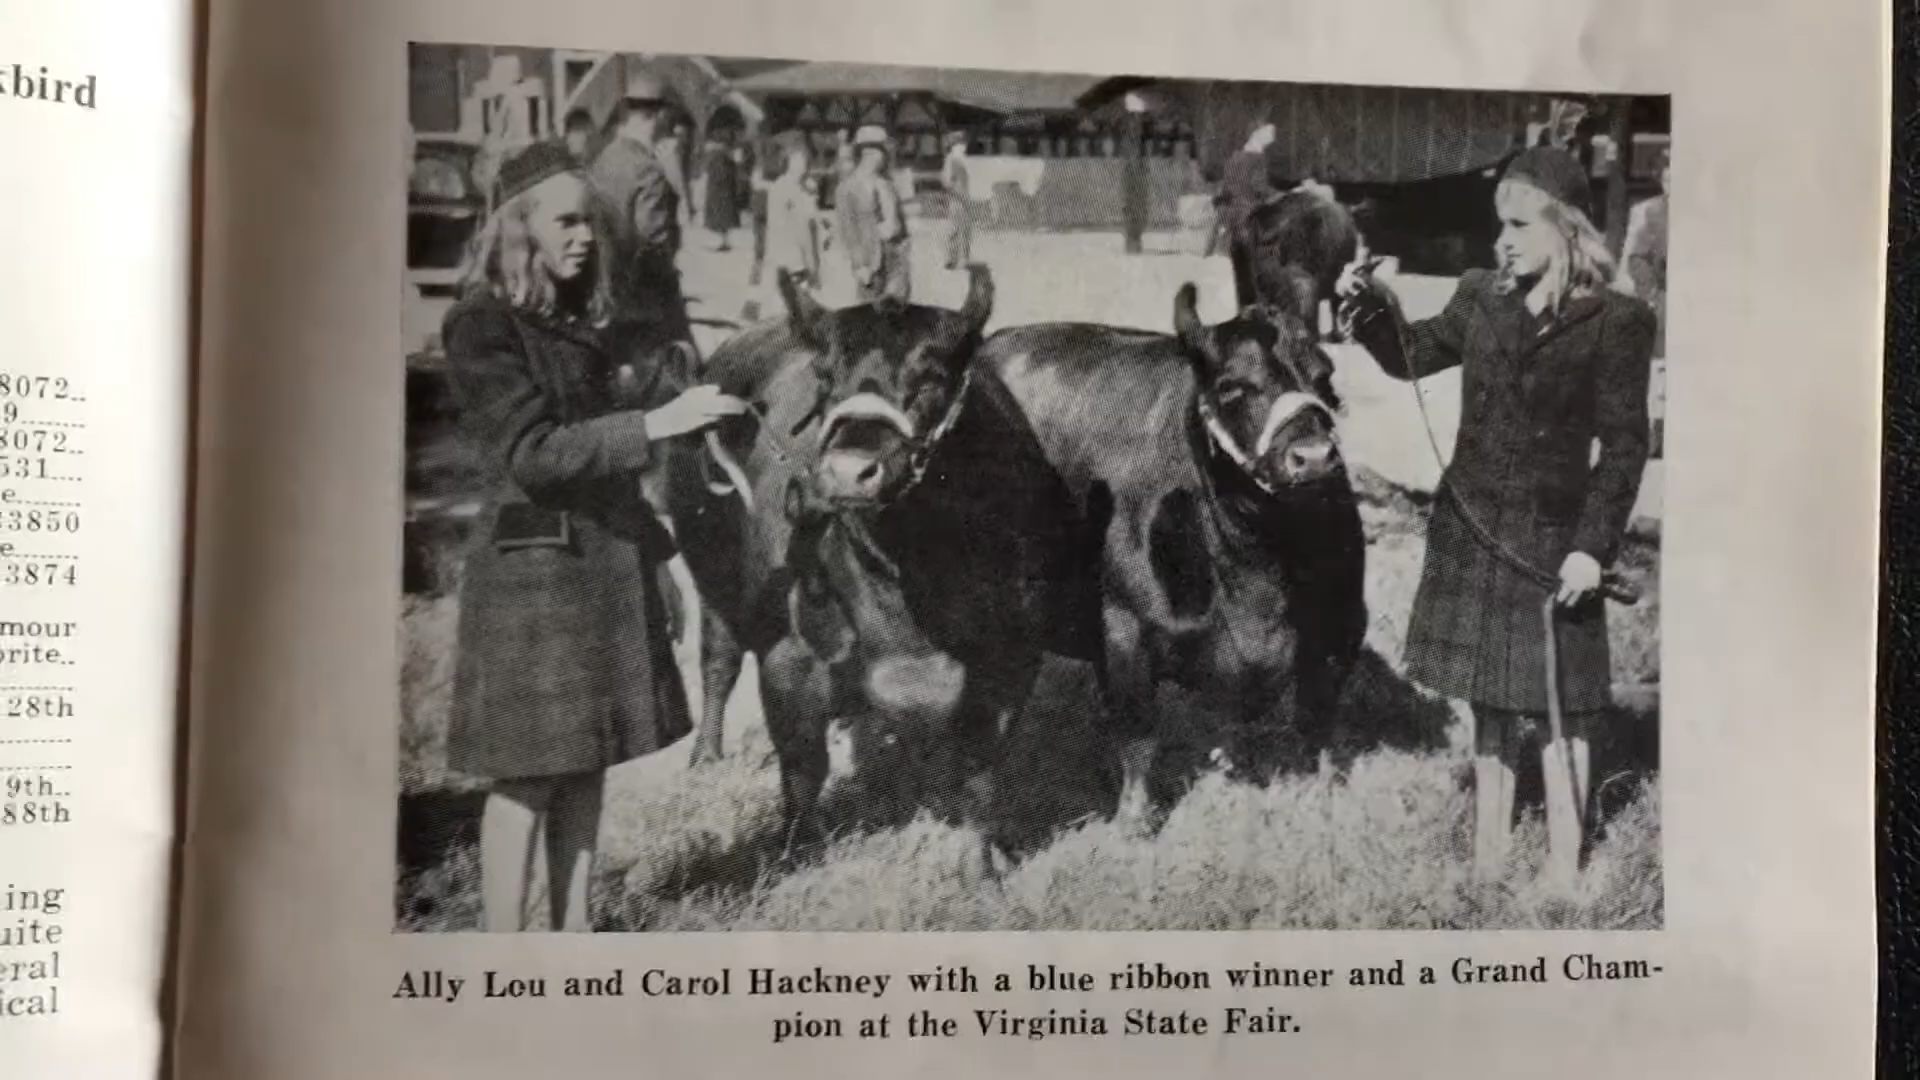 kbird
8072..
9........
8072..
531....
e.......
3850
e.......
3874
mour
orite..
28th
9th..
88th
ing
uite
eral
ical
Ally Lou and Carol Hackney with a blue ribbon winner and a Grand Cham-
pion at the Virginia State Fair.